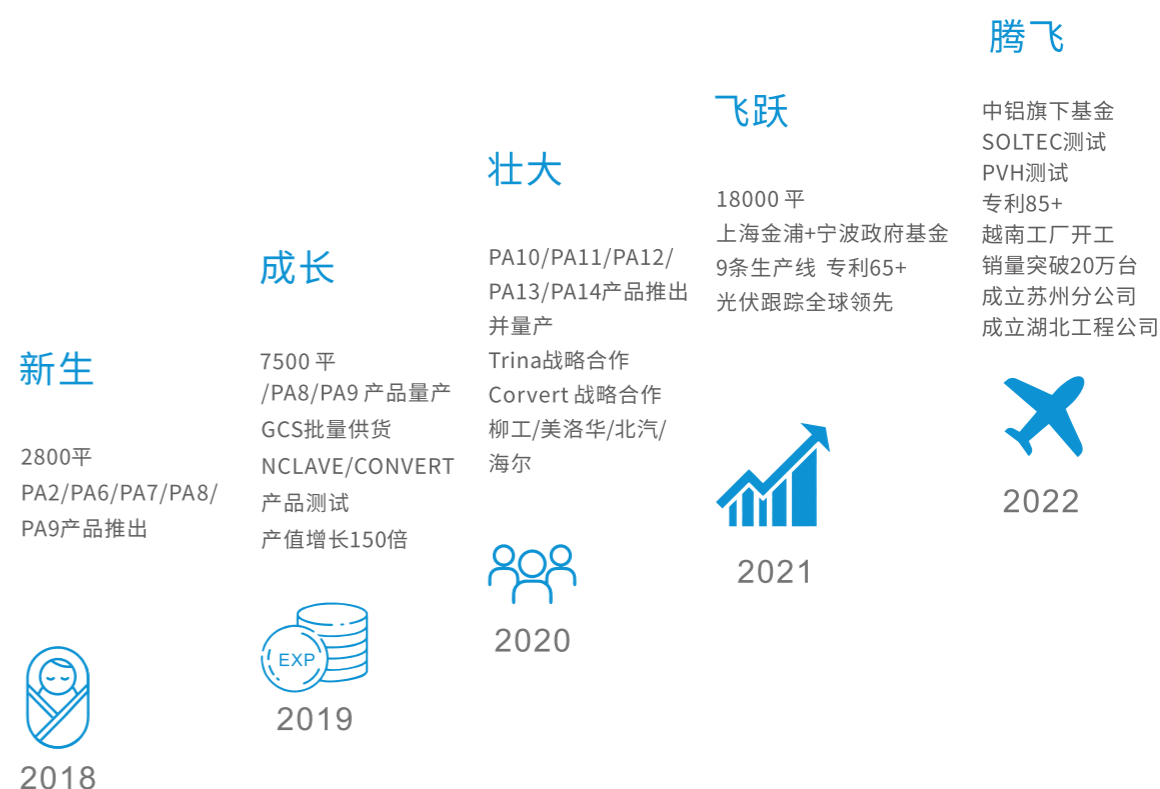 新生
2800平
PA2/PA6/PA7/PA8/
PA9产品推出
2018
成长
7500 平
/PA8/PA9 产品量产
GCS批量供货
NCLAVE/CONVERT
产品测试
产值增长150倍
EXP
2019
壮大
PA10/PA11/PA12/
PA13/PA14产品推出
并量产
Trina战略合作
Corvert 战略合作
柳工/美洛华/北汽/
海尔
2020
飞跃
18000 平
上海金浦+宁波政府基金
9条生产线 专利65+
光伏跟踪全球领先
2021
腾飞
中铝旗下基金
SOLTEC测试
PVH测试
专利85+
越南工厂开工
销量突破20万台
成立苏州分公司
成立湖北工程公司
2022